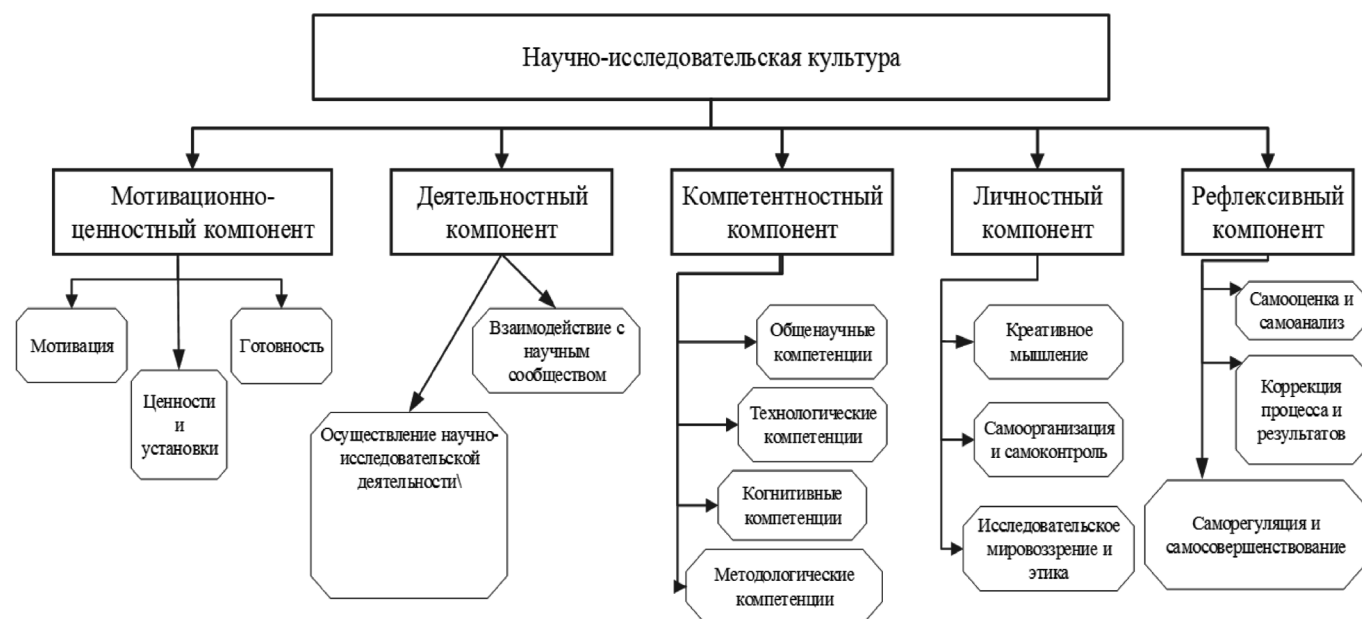 Научно-исследовательская культура
Мотивационно-
ценностный компонент
Деятельностный
компонент
Компетентностный
компонент
Личностный
компонент
Рефлексивный
компонент
Мотивация
Ценности
и
установки
Готовность
Взаимодействие с
научным
сообществом
Осуществление научно-
исследовательской
деятельности\
Общенаучные
компетенции
Технологические
компетенции
Когнитивные
компетенции
Методологические
компетенции
Креативное
мышление
Самоорганизация
и самоконтроль
Исследовательское
мировоззрение и
этика
Самооценка и
самоанализ
Коррекция
процесса и
результатов
Саморегуляция и
самосовершенствование